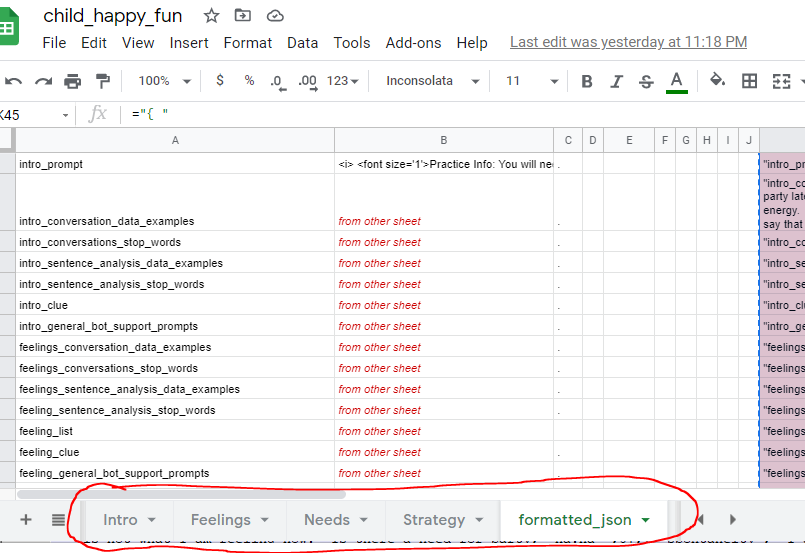 child_happy_fun
File Edit View Insert Format Data Tools Add-ons Help Last edit was yesterday at 11:18 PM
100% $ % .0 .00 123 Inconsolata 11 B I S A
K45 fx ="{ "
A B C D E F G H I J
intro_prompt <i> <font size='1'>Practice Info: You will ne . "intro_pr
"intro_co
party late
energy.
say that
intro_conversation_data_examples from other sheet .
intro_conversations_stop_words from other sheet . "intro_co
intro_sentence_analysis_data_examples from other sheet . "intro_se
intro_sentence_analysis_stop_words from other sheet . "intro_se
intro_clue from other sheet . "intro_clu
intro_general_bot_support_prompts from other sheet . "intro_ge
feelings_conversation_data_examples from other sheet . "feelings
feelings_conversations_stop_words from other sheet . "feelings
feelings_sentence_analysis_data_examples from other sheet . "feelings
feeling_sentence_analysis_stop_words from other sheet . "feelings
feeling_list from other sheet "feelings
feeling_clue from other sheet "feelings
feeling_general_bot_support_prompts from other sheet . "feelings
+ Intro Feelings Needs Strategy formatted_json